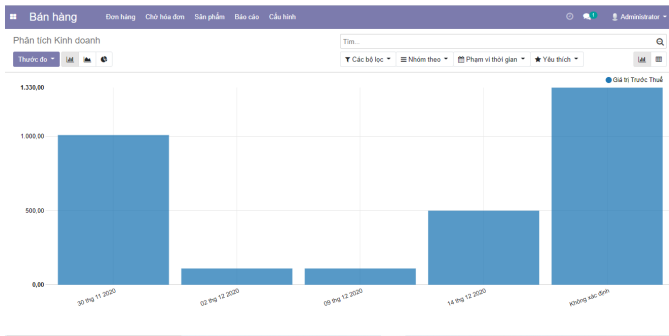 Bán hàng Đơn hàng Chờ hóa đơn Sản phẩm Báo cáo Cấu hình 1 Administrator
Phân tích Kinh doanh
Tìm...
Thước đo Các bộ lọc Nhóm theo Phạm vi thời gian Yêu thích
Giá trị Trước Thuế
1.330,00
1.000,00
500,00
0,00
30 thg 11 2020 02 thg 12 2020 09 thg 12 2020 14 thg 12 2020 Không xác định